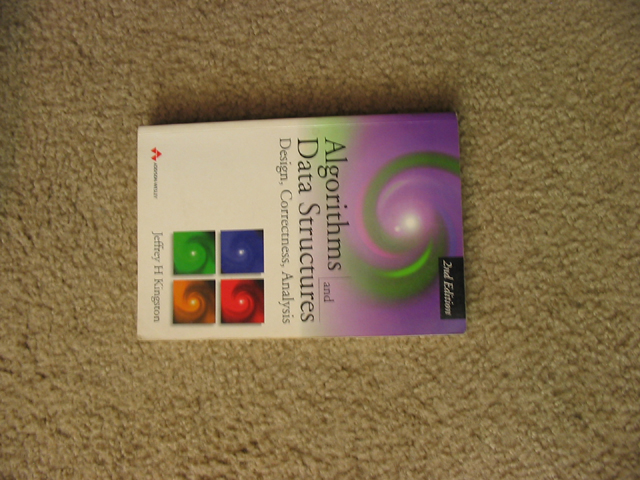 2nd Edition
Algorithms and
Data Structures
Design, Correctness, Analysis
Jeffrey H Kingston